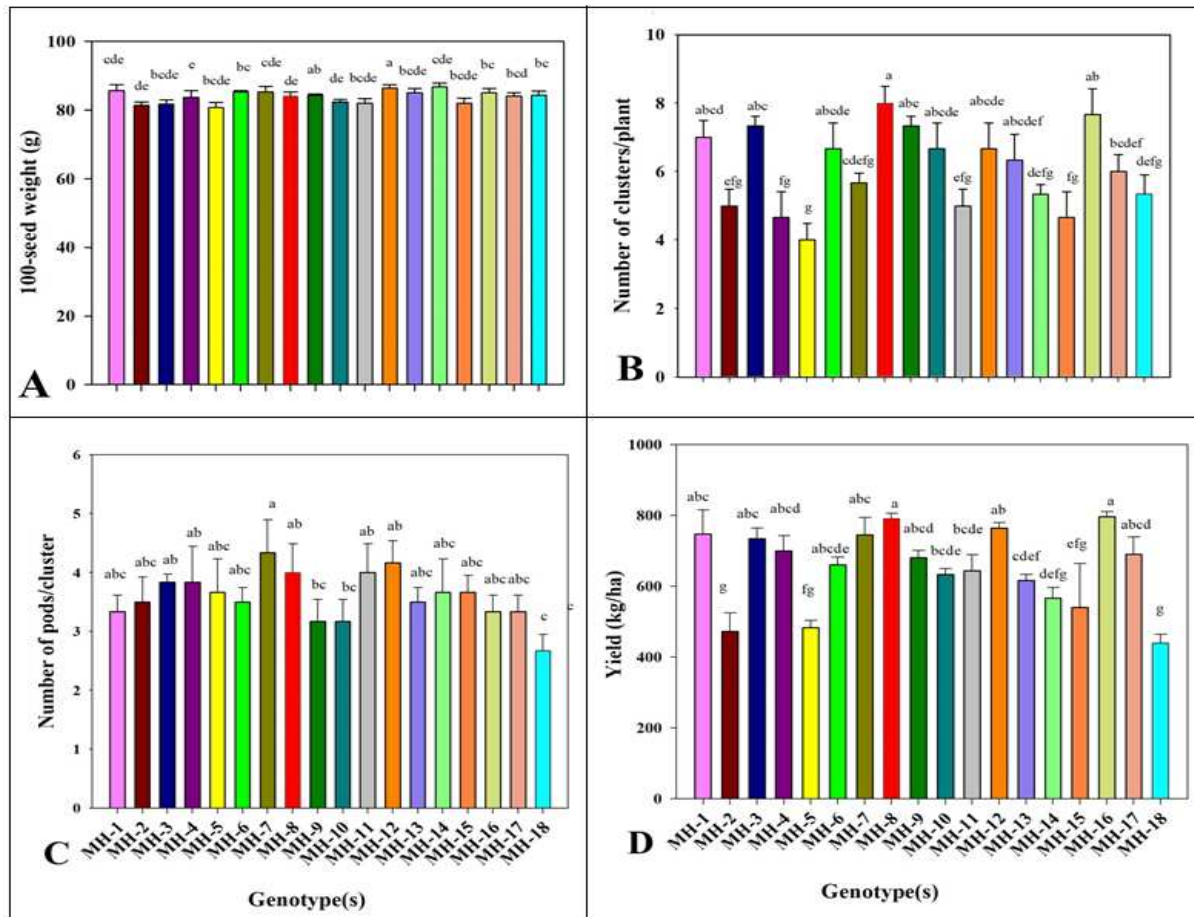 100-seed weight (g)
100
80
60
40
20
0
cde de bcde bcde bc cde de ab de bcde a bcde cde bcde bc bcd bc
A
Number of clusters/plant
10
8
6
4
2
0
abcd efg abc fg g abcde cdefg a abc abcde efg abcde abcdef defg fg ab bcdef defg
B
Number of pods/cluster
6
5
4
3
2
1
0
abc abc ab ab abc abc a ab bc bc ab ab abc abc abc abc abc c c
C
MH-1 MH-2 MH-3 MH-4 MH-5 MH-6 MH-7 MH-8 MH-9 MH-10 MH-11 MH-12 MH-13 MH-14 MH-15 MH-16 MH-17 MH-18
Genotype(s)
Yield (kg/ha)
1000
800
600
400
200
0
abc g abc abcd fg abcde abc a abcd bcde bcde ab cdef defg efg a abcd g
D
MH-1 MH-2 MH-3 MH-4 MH-5 MH-6 MH-7 MH-8 MH-9 MH-10 MH-11 MH-12 MH-13 MH-14 MH-15 MH-16 MH-17 MH-18
Genotype(s)